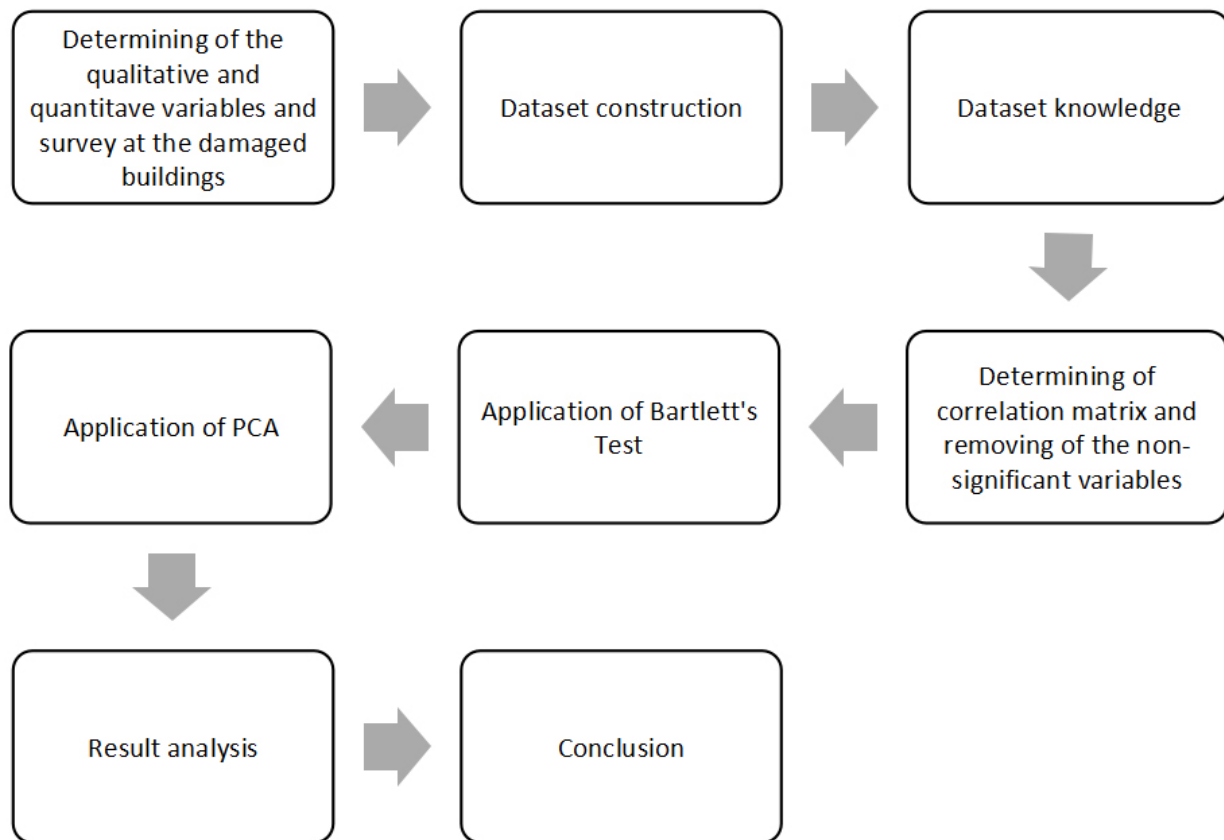 Determining of the
qualitative and
quantitave variables and
survey at the damaged
buildings
Dataset construction
Dataset knowledge
Determining of
correlation matrix and
removing of the non-
significant variables
Application of Bartlett's
Test
Application of PCA
Result analysis
Conclusion